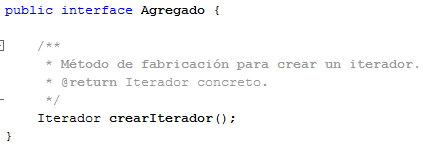 public interface Agregado {
/**
* Método de fabricación para crear un iterador.
* @return Iterador concreto.
*/
Iterador crearIterador();
}